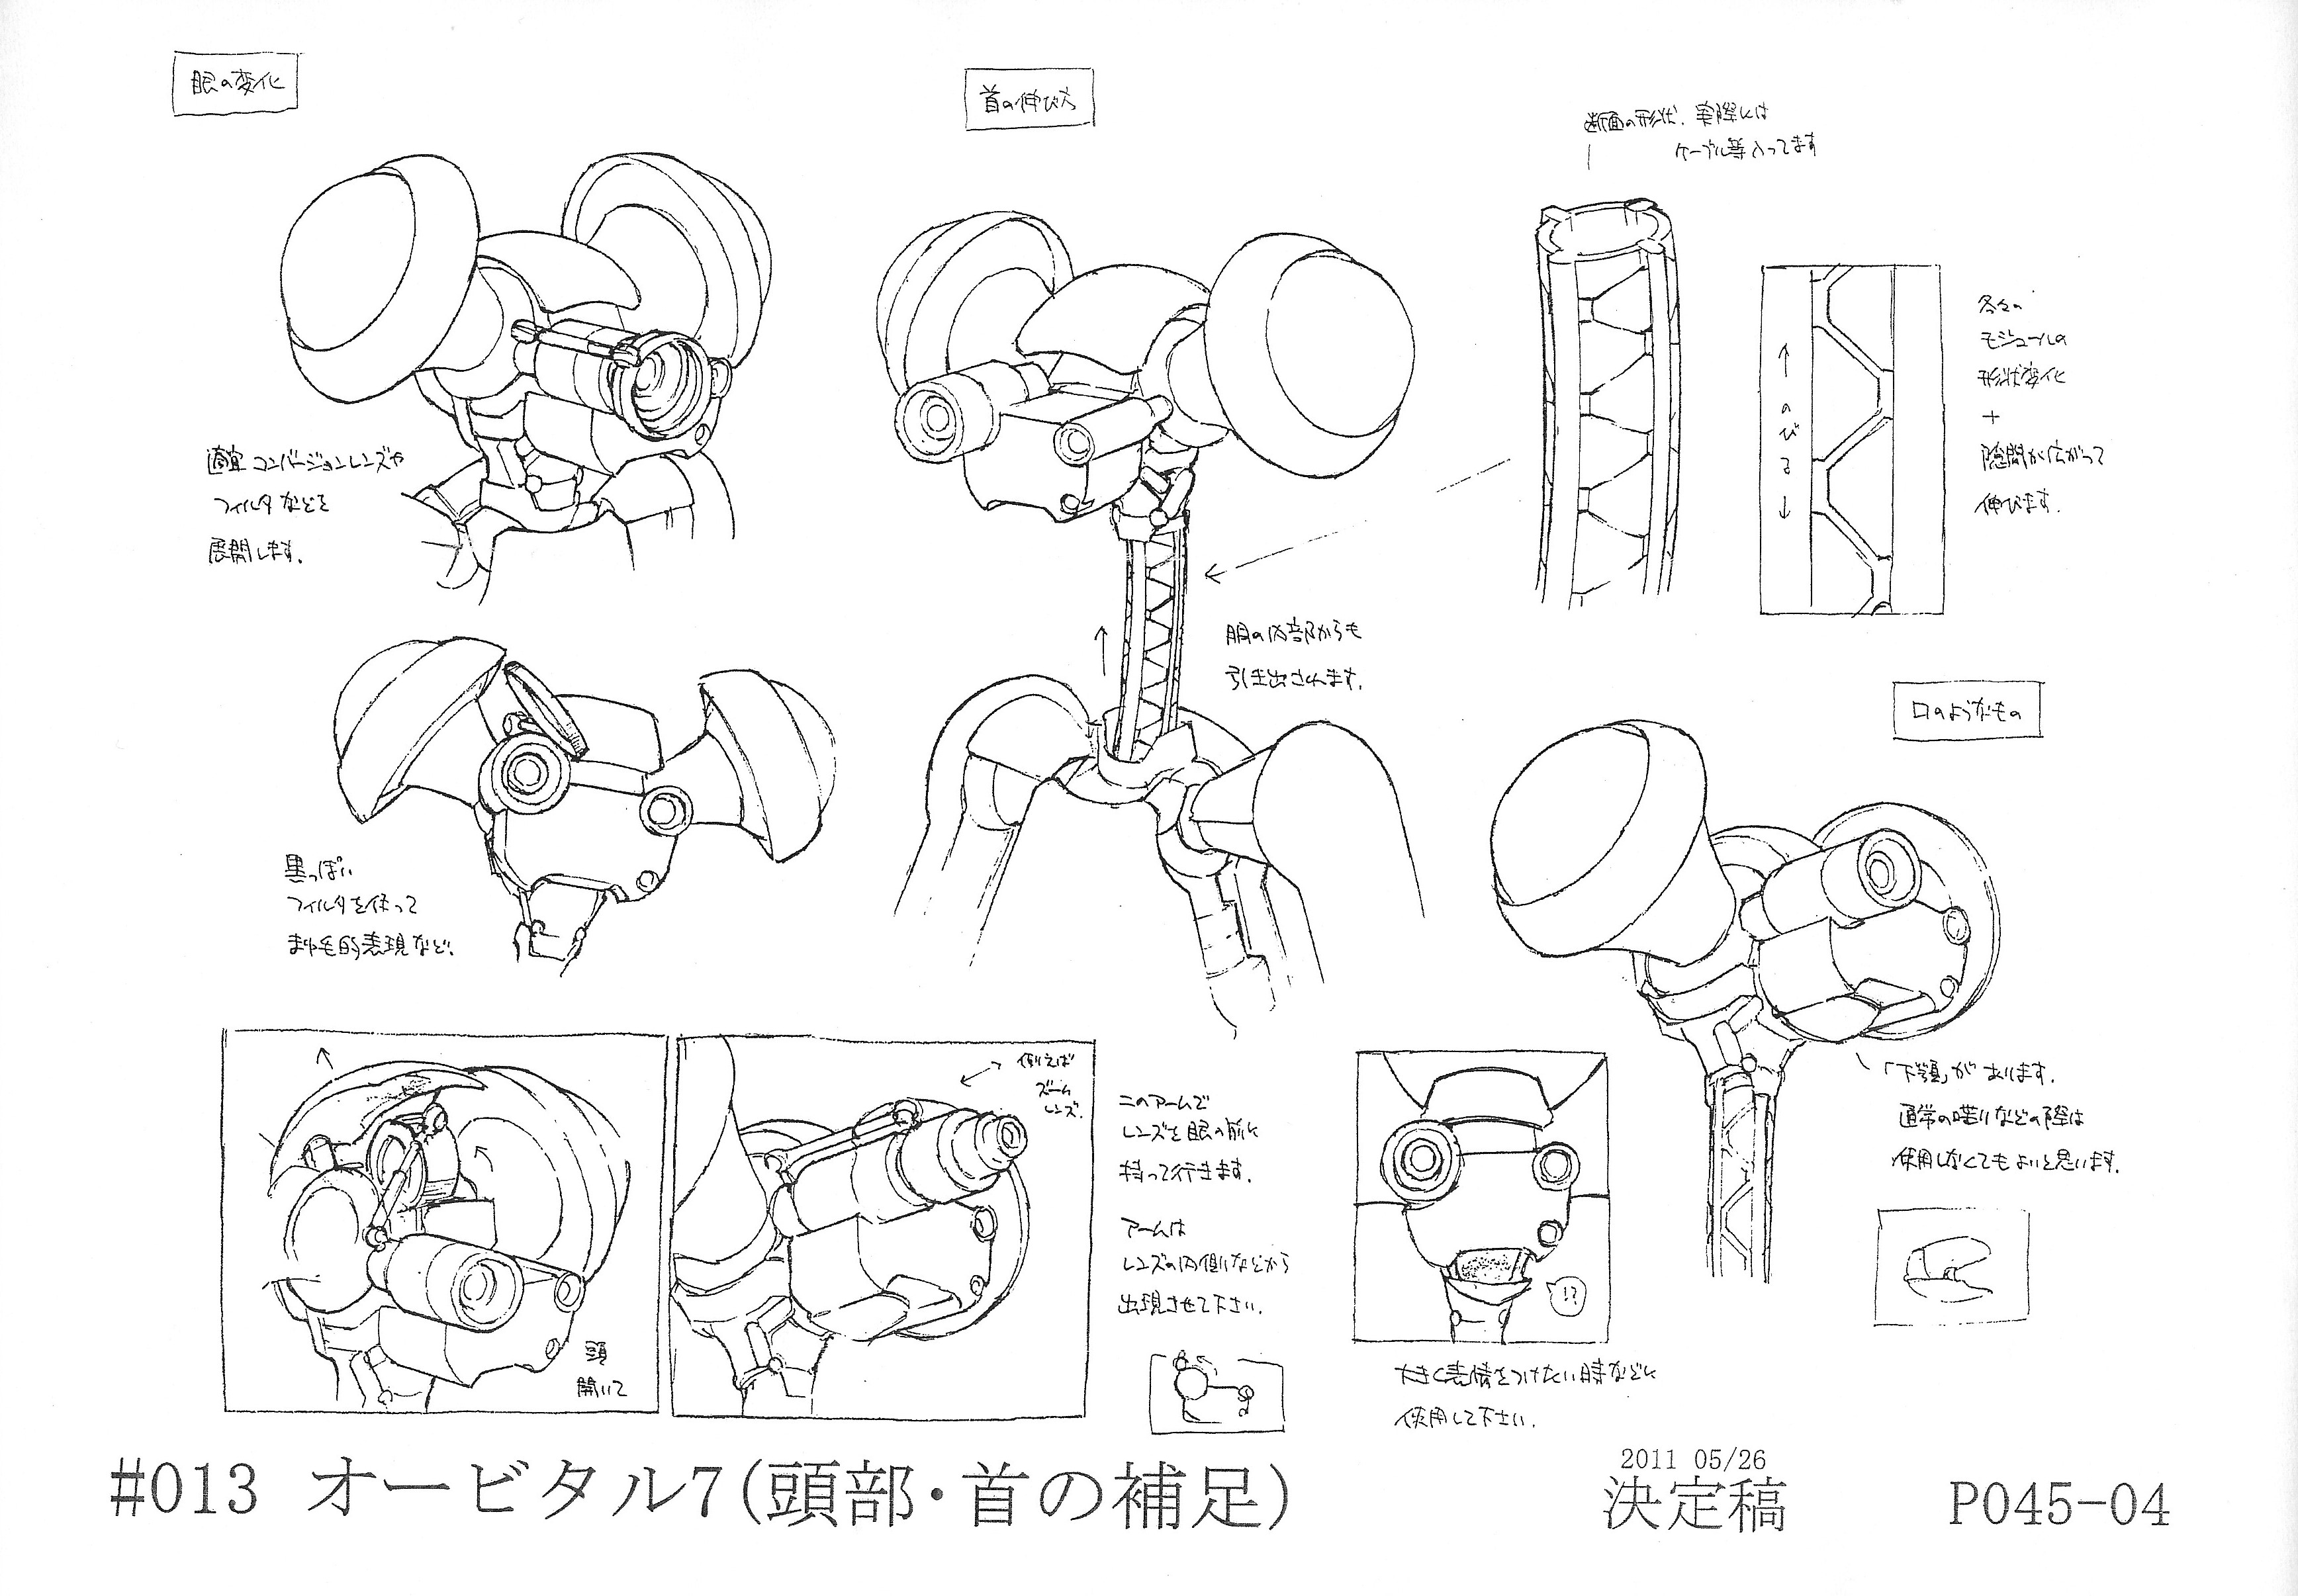 眼の変化
適宜コンバージョンレンズや
フィルタなどを
展開します。
黒っぽい
フィルタを使って
まゆ毛的表現など。
頭
開いて
例えば
ズーム
レンズ。
このアームで
レンズを眼の前に
持って行きます。
アームは
レンズの内側などから
出現させて下さい。
首の伸び方
断面の形状。実際には
ケーブル等入ってます
←のびる→
各々の
モジュールの
形状変化
+
隙間が広がって
伸びます。
胴の内部からも
引き出されます。
口のようなもの
「下顎」があります。
通常の喋りなどの際は
使用しなくてもよいと思います。
!?
大きく表情をつけたい時などに
使用して下さい。
#013 オービタル7(頭部・首の補足)
2011 05/26
決定稿
P045-04